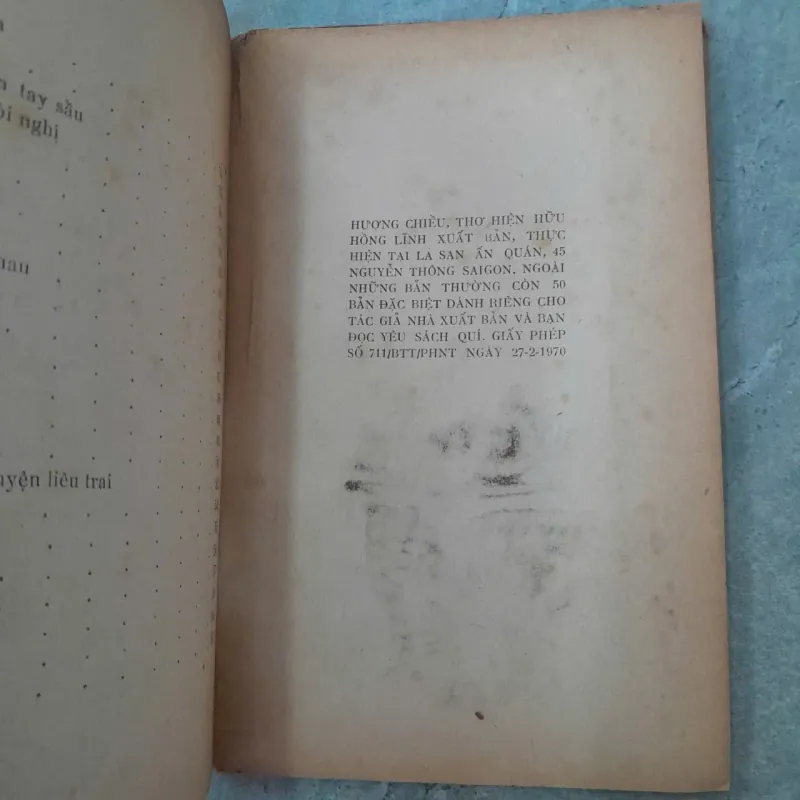 tay sầu
nghị
uyện liêu trai
HƯƠNG CHIỀU, THƠ HIỆN HỮU
HỒNG LĨNH XUẤT BẢN, THỰC
HIỆN TẠI LA SAN ẤN QUÁN, 45
NGUYỄN THÔNG SAIGON, NGOÀI
NHỮNG BẢN THƯỜNG CÒN 50
BẢN ĐẶC BIỆT DÀNH RIÊNG CHO
TÁC GIẢ NHÀ XUẤT BẢN VÀ BẠN
ĐỌC YÊU SÁCH QUÍ. GIẤY PHÉP
SỐ 711/BTT/PHNT NGÀY 27-2-1970